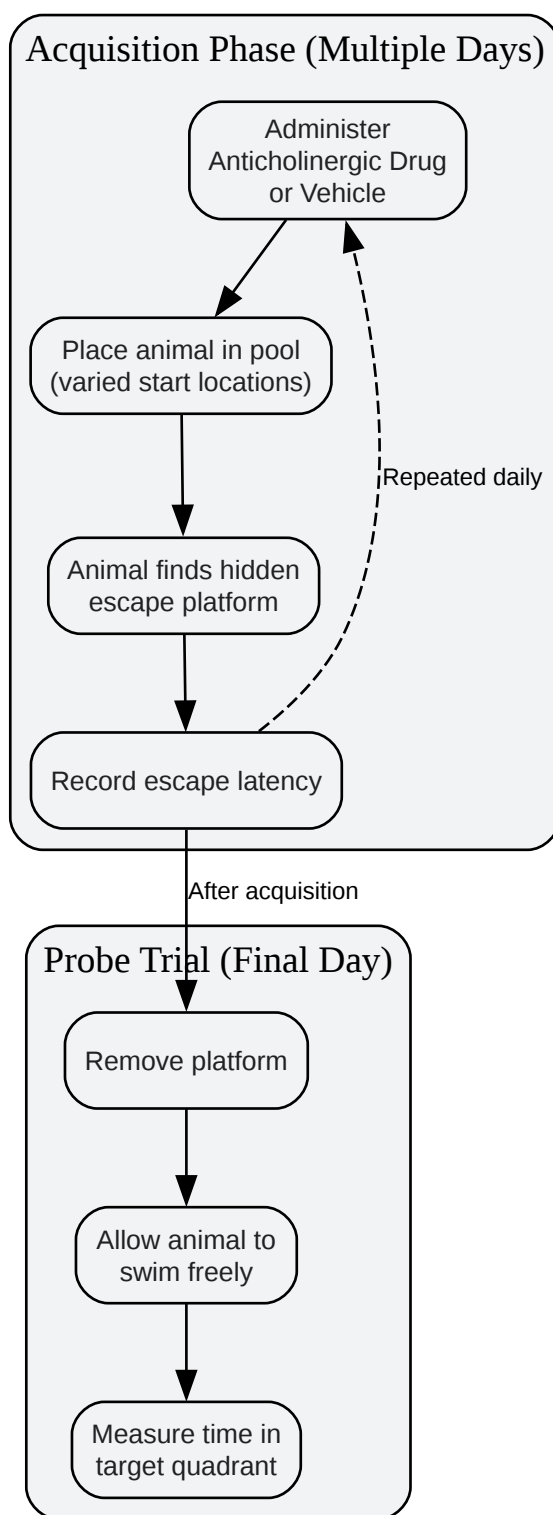 Acquisition Phase (Multiple Days)
Administer
Anticholinergic Drug
or Vehicle
Place animal in pool
(varied start locations)
Repeated daily
Animal finds hidden
escape platform
Record escape latency
After acquisition
Probe Trial (Final Day)
Remove platform
Allow animal to
swim freely
Measure time in
target quadrant